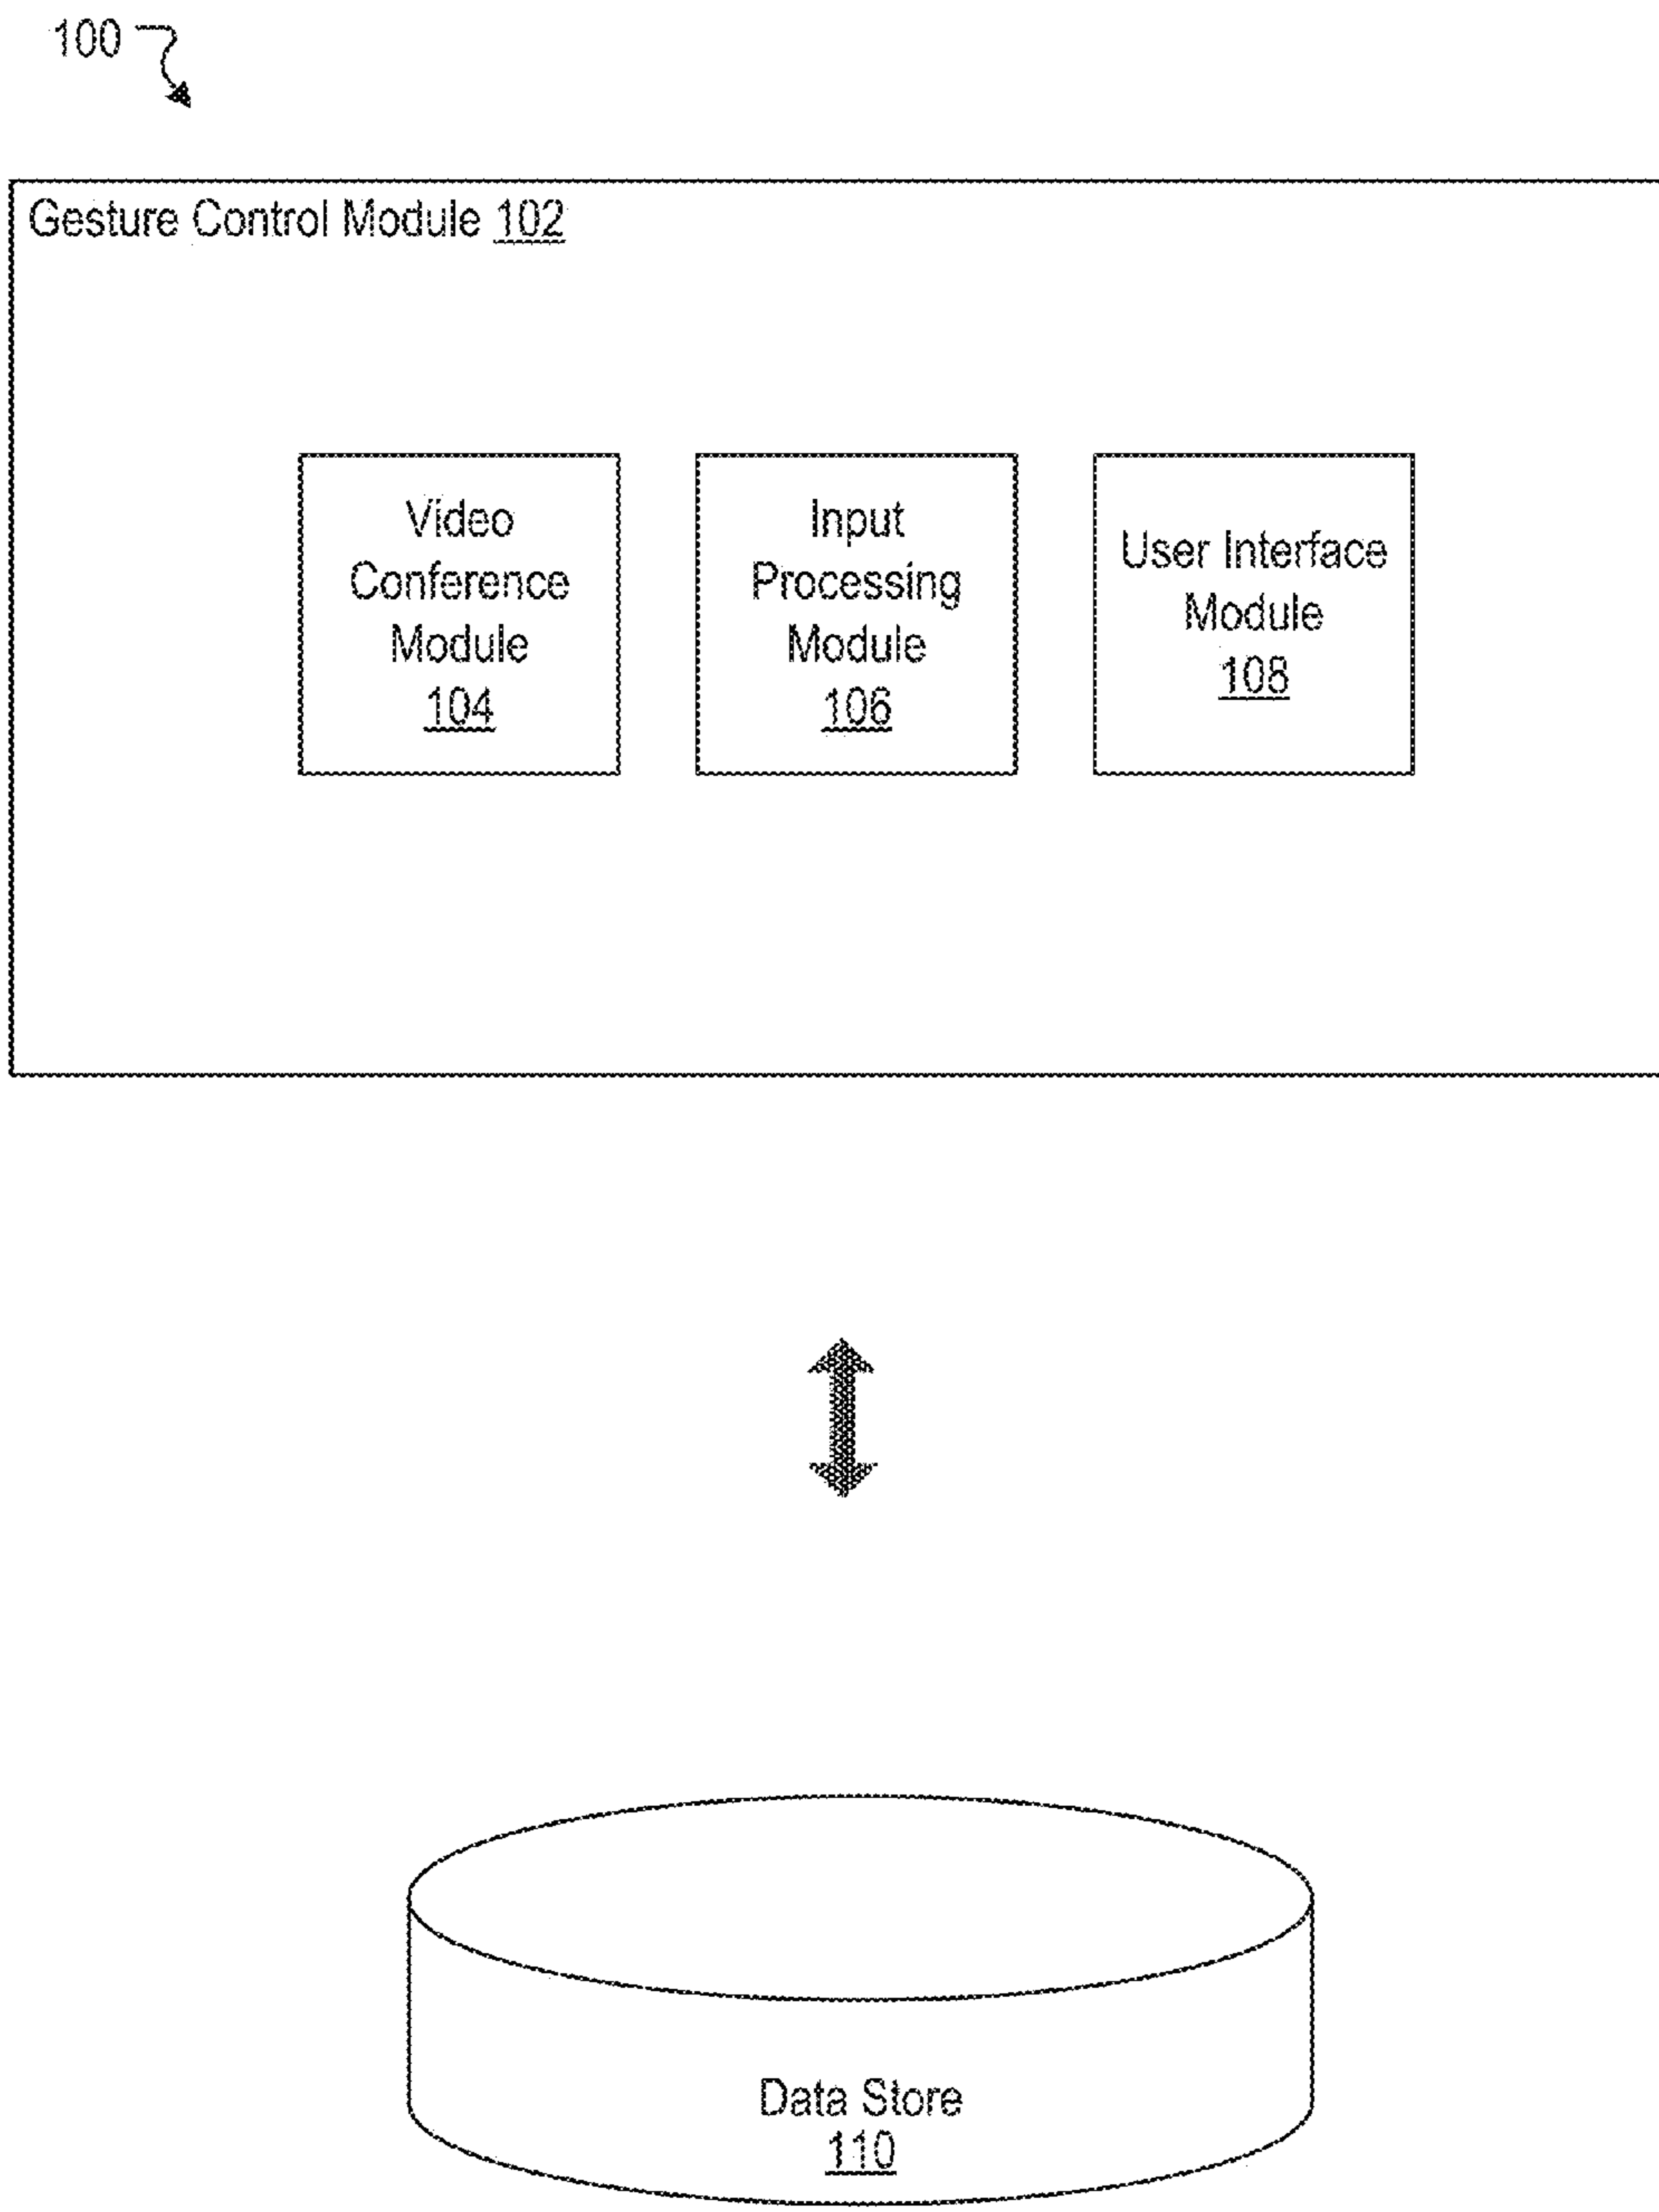 100
Gesture Control Module 102
Video
Conference
Module
104
Input
Processing
Module
106
User Interface
Module
108
Data Store
110